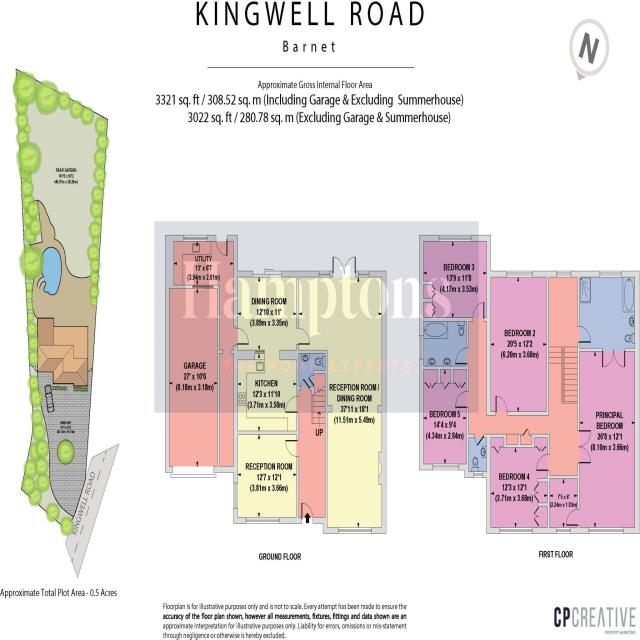 KINGWELL ROAD
Barnet
Approximate Gross Internal Floor Area
3321 sq. ft / 308.52 sq. m (Including Garage & Excluding Summerhouse)
3022 sq. ft / 280.78 sq. m (Excluding Garage & Summerhouse)
N
REAR GARDEN
KINGWELL ROAD
Approximate Total Plot Area - 0.5 Acres
Hamptons
THE HOME EXPERTS
UTILITY
13' x 6'7
(3.94m x 2.01m)
GARAGE
27' x 10'6
(8.18m x 3.18m)
DINING ROOM
12'10 x 11'
(3.89m x 3.35m)
KITCHEN
12'3 x 11'10
(3.71m x 3.58m)
RECEPTION ROOM
12'7 x 12'1
(3.81m x 3.66m)
RECEPTION ROOM /
DINING ROOM
37'11 x 18'1
(11.51m x 5.49m)
UP
GROUND FLOOR
BEDROOM 3
13'9 x 11'8
(4.17m x 3.53m)
BEDROOM 2
20'5 x 12'2
(6.20m x 3.68m)
BEDROOM 5
14'4 x 9'4
(4.34m x 2.84m)
BEDROOM 4
12'3 x 12'1
(3.71m x 3.68m)
PRINCIPAL
BEDROOM
26'8 x 12'1
(8.10m x 3.66m)
FIRST FLOOR
Floorplan is for illustrative purposes only and is not to scale. Every attempt has been made to ensure the
accuracy of the floor plan shown, however all measurements, fixtures, fittings and data shown are an
approximate interpretation for illustrative purposes only. Liability for errors, omissions or mis-statement
through negligence or otherwise is hereby excluded.
CPCREATIVE